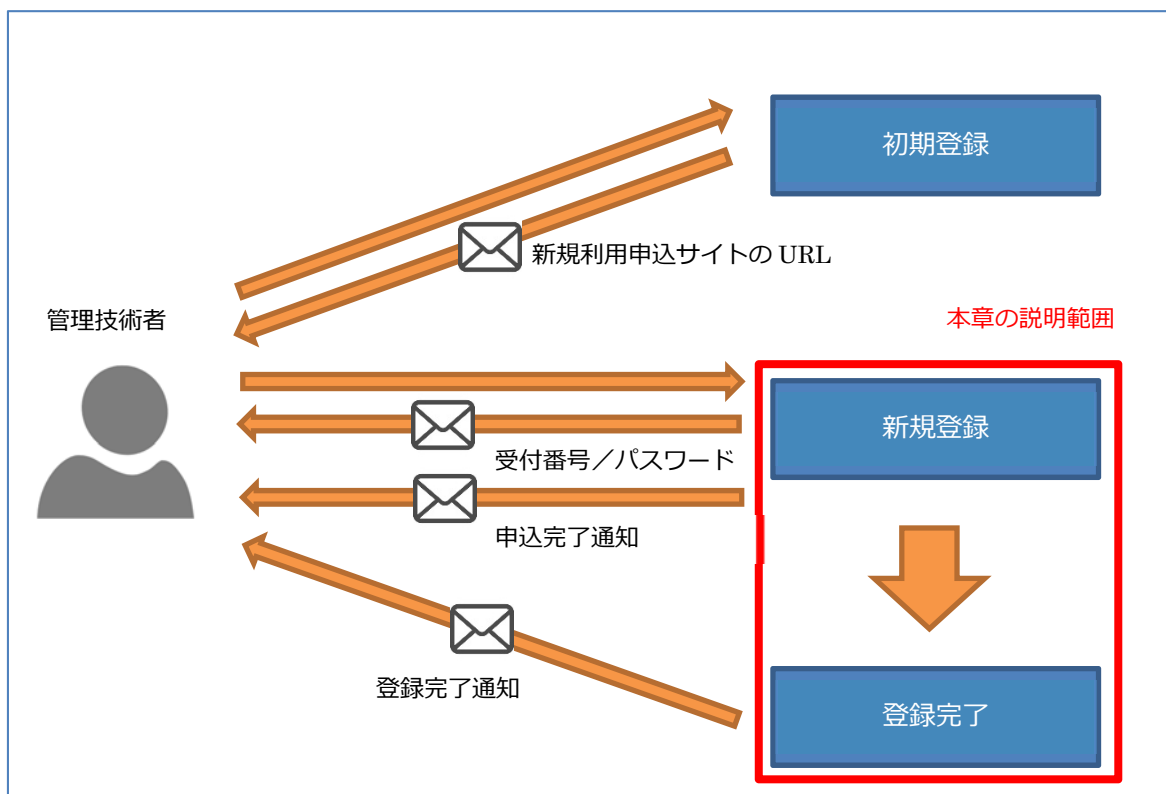 初期登録
新規利用申込サイトの URL
管理技術者
本章の説明範囲
新規登録
受付番号／パスワード
申込完了通知
登録完了通知
登録完了